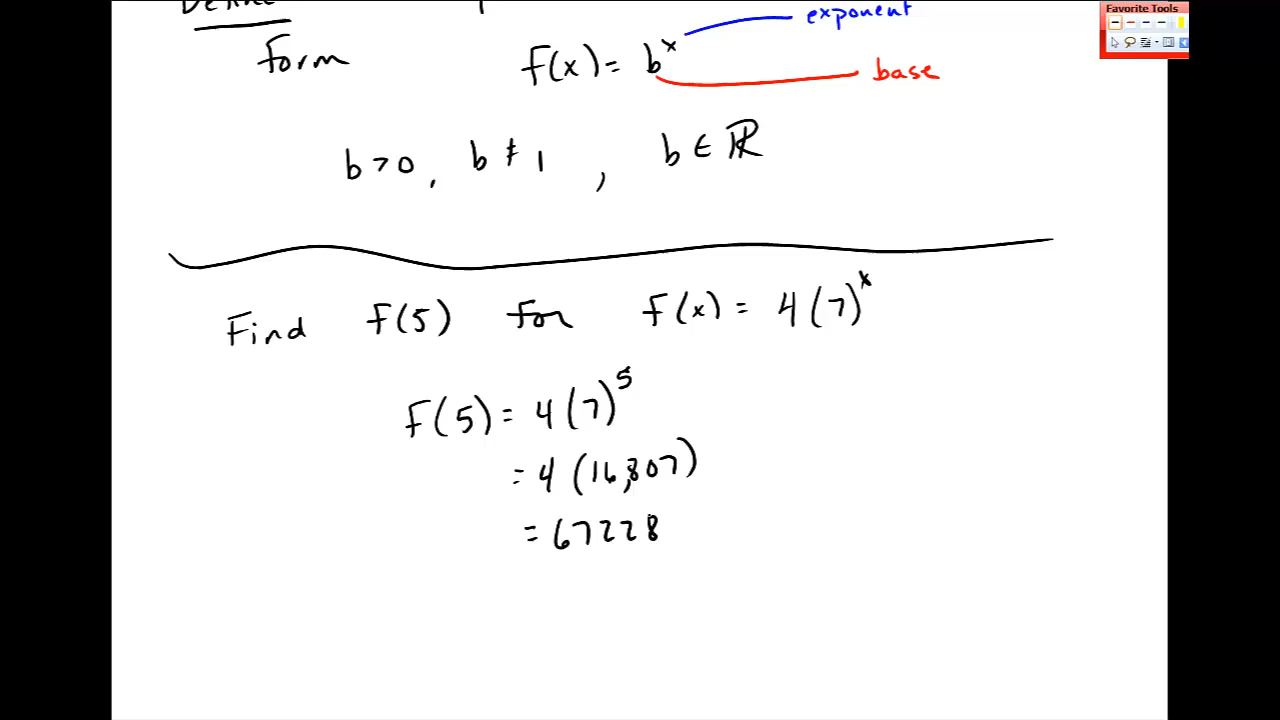 Favorite Tools
Define
exponent
form f(x) = b^x
base
b > 0, b ≠ 1, b ∈ ℝ
Find f(5) for f(x) = 4(7)^x
f(5) = 4(7)^5
= 4(16,807)
= 67228